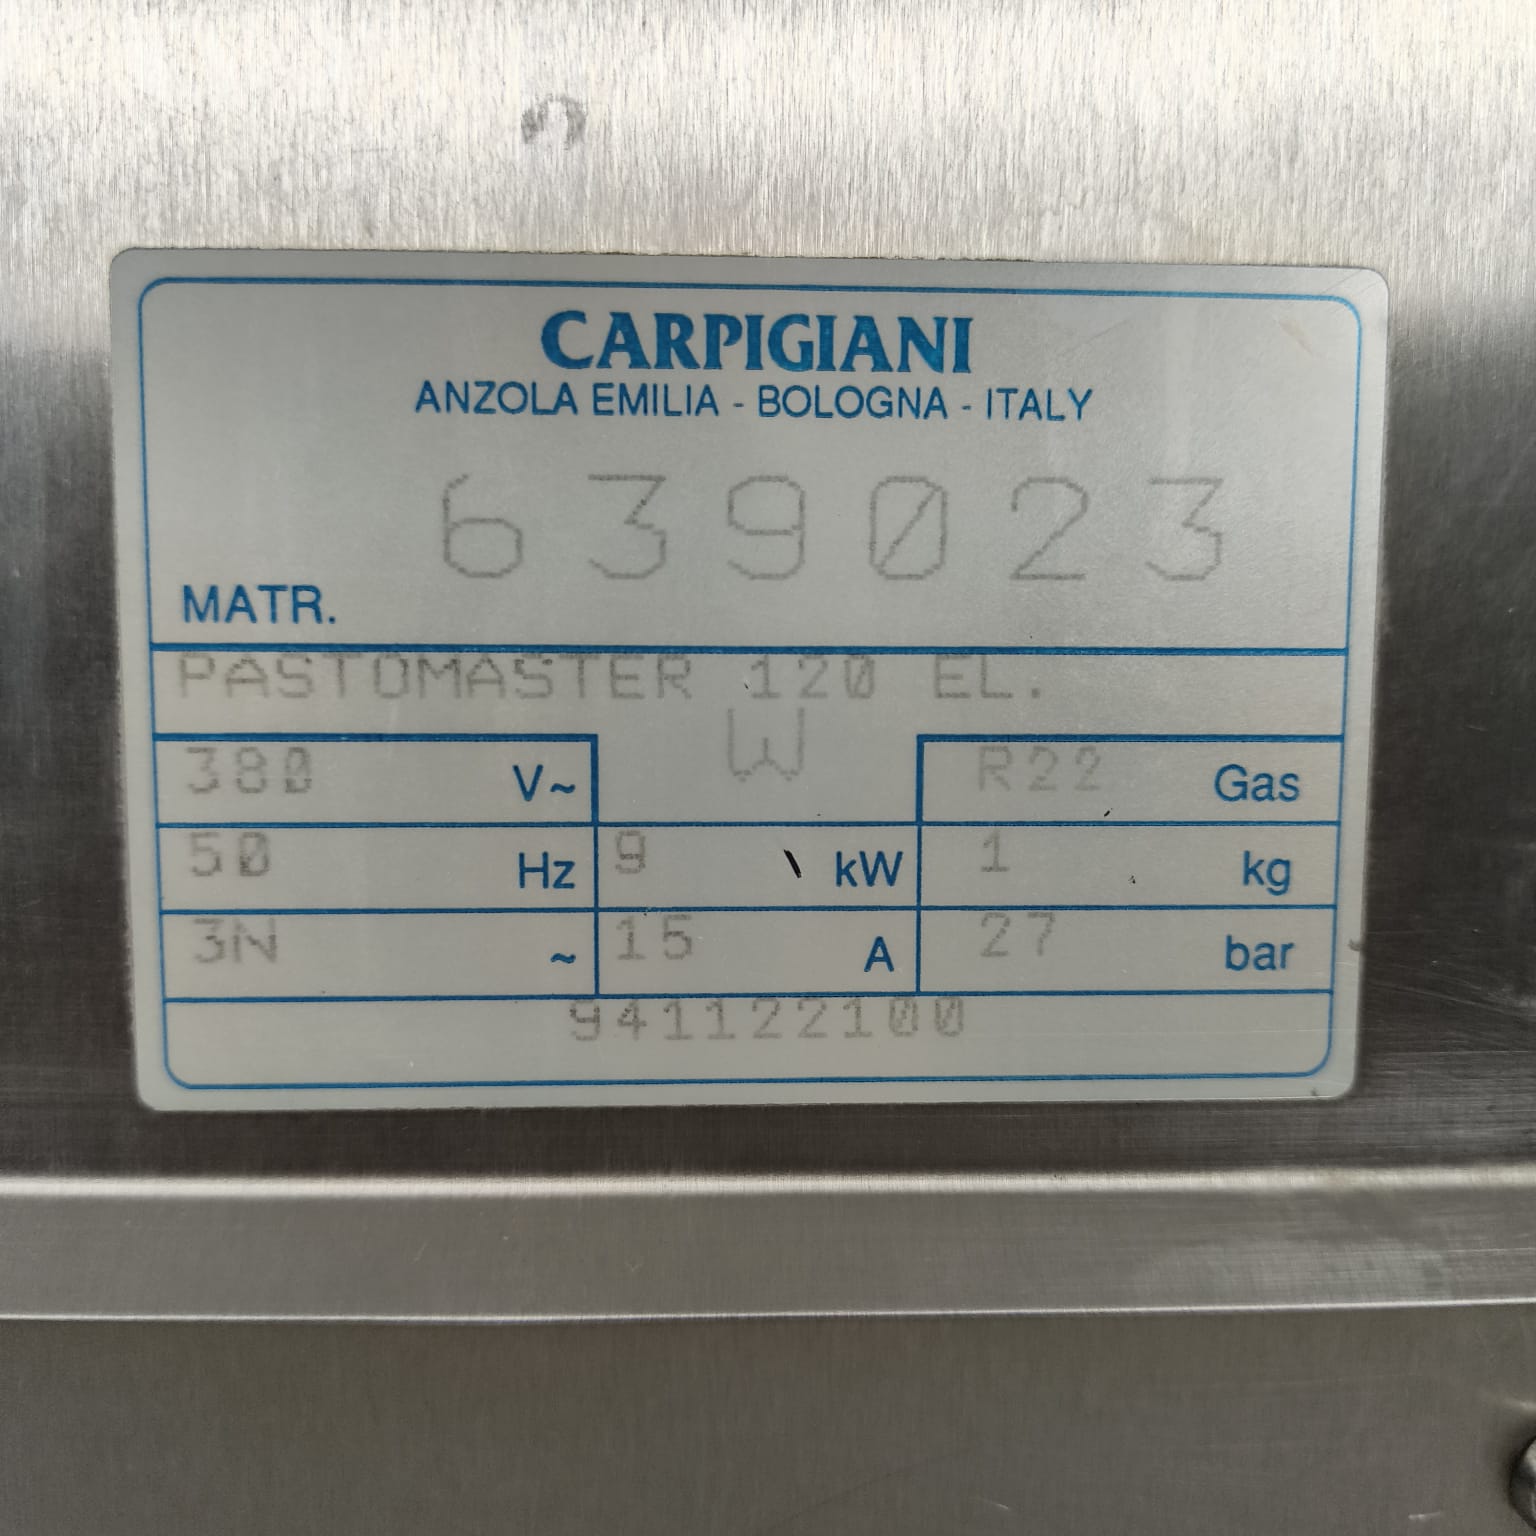 CARPIGIANI
ANZOLA EMILIA - BOLOGNA - ITALY
MATR. 639023
PASTOMASTER 120 EL.
W
380 V~ R22 Gas
50 Hz 9 kW 1 kg
3N ~ 15 A 27 bar
941122100